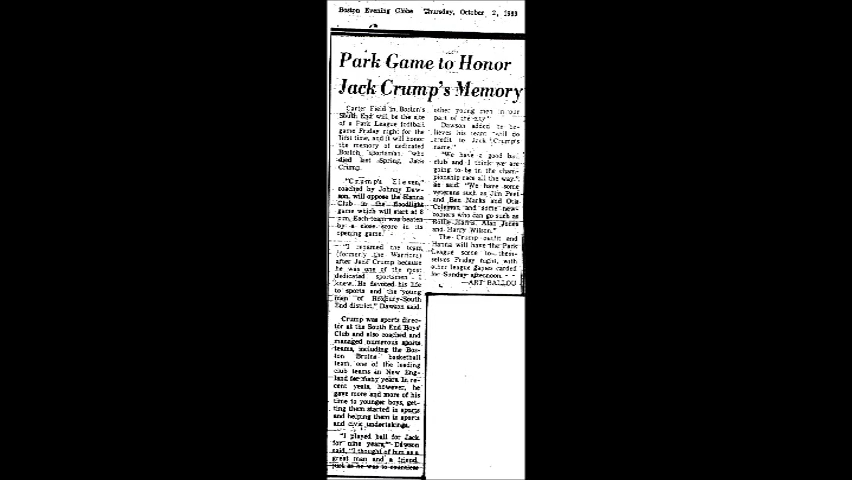 Boston Evening Globe Thursday, October 2, 1969
Park Game to Honor
Jack Crump's Memory
Carter Field in Boston's
South End will be the site
of a Park League football
game Friday night for the
first time, and it will honor
the memory of dedicated
Boston sportsman, who
died last Spring, Jack
Crump.
"Crump's Eleven,"
coached by Johnny Daw-
son, will oppose the Hanna
Club in the floodlight
game which will start at 8
p.m. Each team was beaten
by a close score in its
opening game.
"I renamed the team,
(formerly the Warriors)
after Jack Crump because
he was one of the most
dedicated sportsmen I
knew. He devoted his life
to sports and the young
men of Roxbury-South
End district," Dawson said.
Crump was sports direc-
tor at the South End Boys'
Club and also coached and
managed numerous sports
teams, including the Bos-
ton Bruins basketball
team, one of the leading
club teams in New Eng-
land for many years. In re-
cent years, however, he
gave more and more of his
time to younger boys, get-
ting them started in sports
and helping them in sports
and civic undertakings.
"I played ball for Jack
for nine years," Dawson
said, "I thought of him as a
great man and a friend,
just as he was to countless
other young men in our
part of the city."
Dawson added he be-
lieves his team "will do
credit to Jack Crump's
name."
"We have a good ball
club and I think we are
going to be in the cham-
pionship race all the way,"
he said. "We have some
veterans such as Jim Peel
and Ben Marks and Otis
Coleman, and some new-
comers who can go such as
Rollie Harris, Alan Jones
and Harry Wilson."
The Crump outfit and
Hanna will have the Park
League scene to them-
selves Friday night, with
other league games carded
for Sunday afternoon.
—ART BALLOU